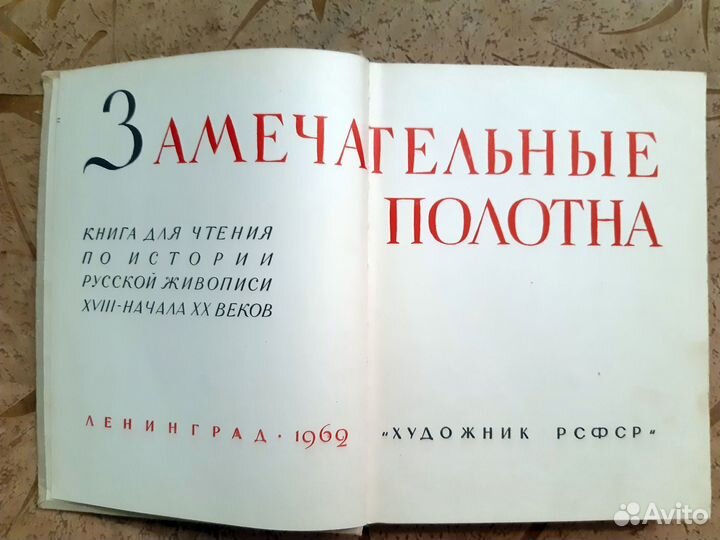 ЗАМЕЧАТЕЛЬНЫЕ
ПОЛОТНА
КНИГА ДЛЯ ЧТЕНИЯ
ПО ИСТОРИИ
РУССКОЙ ЖИВОПИСИ
XVIII-НАЧАЛА XX ВЕКОВ
ЛЕНИНГРАД · 1962
„ХУДОЖНИК РСФСР“
Avito